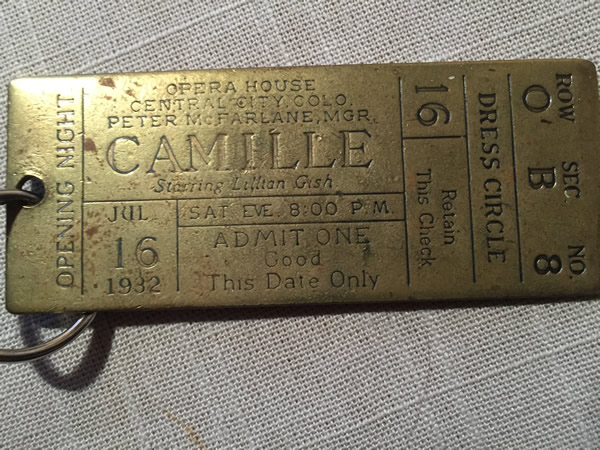 OPENING NIGHT
OPERA HOUSE
CENTRAL CITY, COLO.
PETER McFARLANE, MGR.
CAMILLE
Starring Lillian Gish
JUL
16
1932
SAT EVE. 8:00 P.M.
ADMIT ONE
Good
This Date Only
16
Retain
This Check
DRESS CIRCLE
ROW SEC NO.
O B 8